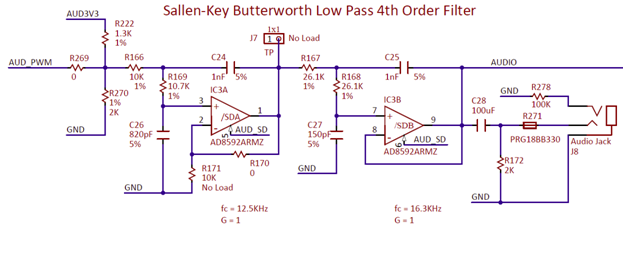 Sallen-Key Butterworth Low Pass 4th Order Filter
AUD3V3
R222
1.3K
1%
J7
1x1
1
No Load
TP
AUD_PWM
R269
0
R166
10K
1%
C24
1nF
5%
R167
26.1K
1%
C25
1nF
5%
AUDIO
R270
1%
2K
R169
10.7K
1%
IC3A
3
2
1
/SDA
5
AUD_SD
AD8592ARMZ
R168
26.1K
1%
IC3B
7
8
9
/SDB
6
AUD_SD
AD8592ARMZ
GND
R278
100K
C28
100uF
R271
PRG18BB330
Audio Jack
J8
GND
C26
820pF
5%
R170
0
R171
10K
No Load
GND
C27
150pF
5%
GND
R172
2K
GND
fc = 12.5KHz
G = 1
fc = 16.3KHz
G = 1